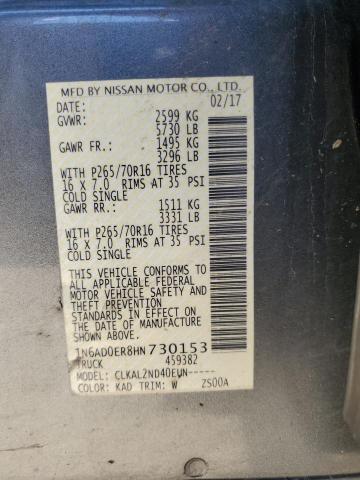 MFD BY NISSAN MOTOR CO., LTD.
DATE: 02/17
GVWR: 2599 KG
5730 LB
GAWR FR.: 1495 KG
3296 LB
WITH P265/70R16 TIRES
16 X 7.0 RIMS AT 35 PSI
COLD SINGLE
GAWR RR.: 1511 KG
3331 LB
WITH P265/70R16 TIRES
16 X 7.0 RIMS AT 35 PSI
COLD SINGLE
THIS VEHICLE CONFORMS TO
ALL APPLICABLE FEDERAL
MOTOR VEHICLE SAFETY AND
THEFT PREVENTION
STANDARDS IN EFFECT ON
THE DATE OF MANUFACTURE
SHOWN ABOVE.
1N6AD0ER8HN730153
TRUCK 459382
MODEL: CLKAL2ND40EUN-----
COLOR: KAD TRIM: W ZS00A